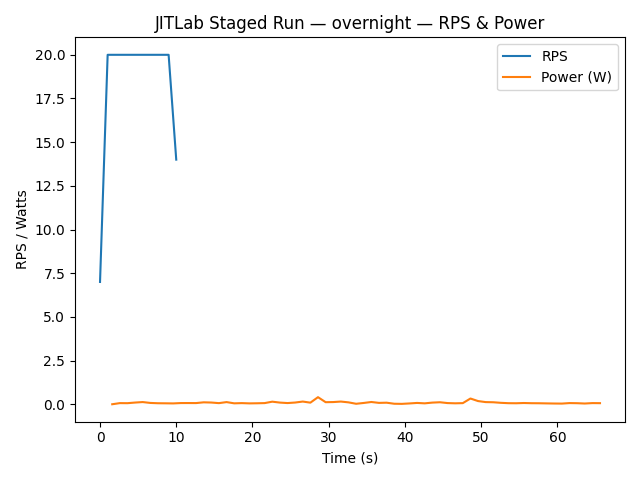 JITLab Staged Run — overnight — RPS & Power
RPS
Power (W)
RPS / Watts
20.0
17.5
15.0
12.5
10.0
7.5
5.0
2.5
0.0
0 10 20 30 40 50 60
Time (s)